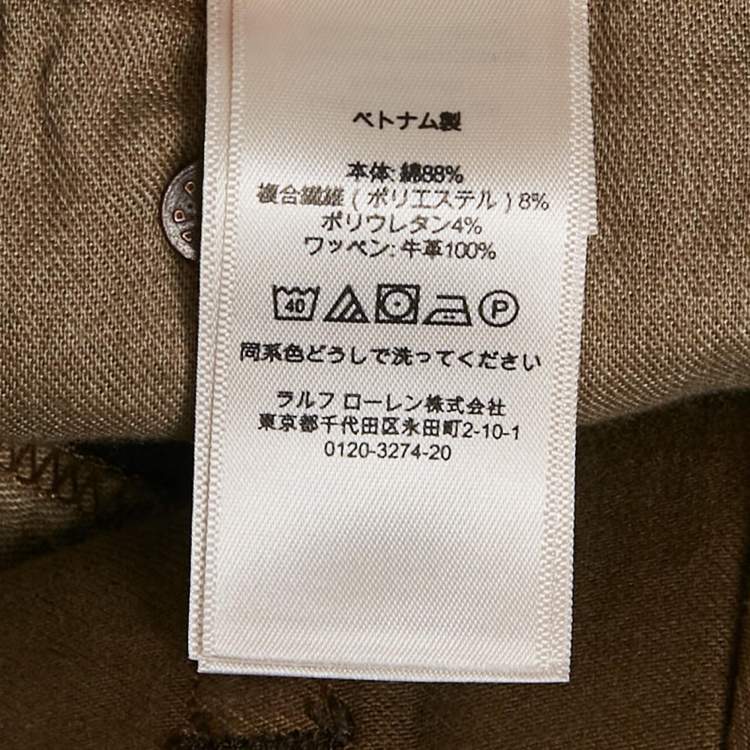 ベトナム製
本体: 綿88%
複合繊維 ( ポリエステル ) 8%
ポリウレタン4%
ワッペン: 牛革100%
40
P
同系色どうしで洗ってください
ラルフ ローレン株式会社
東京都千代田区永田町2-10-1
0120-3274-20